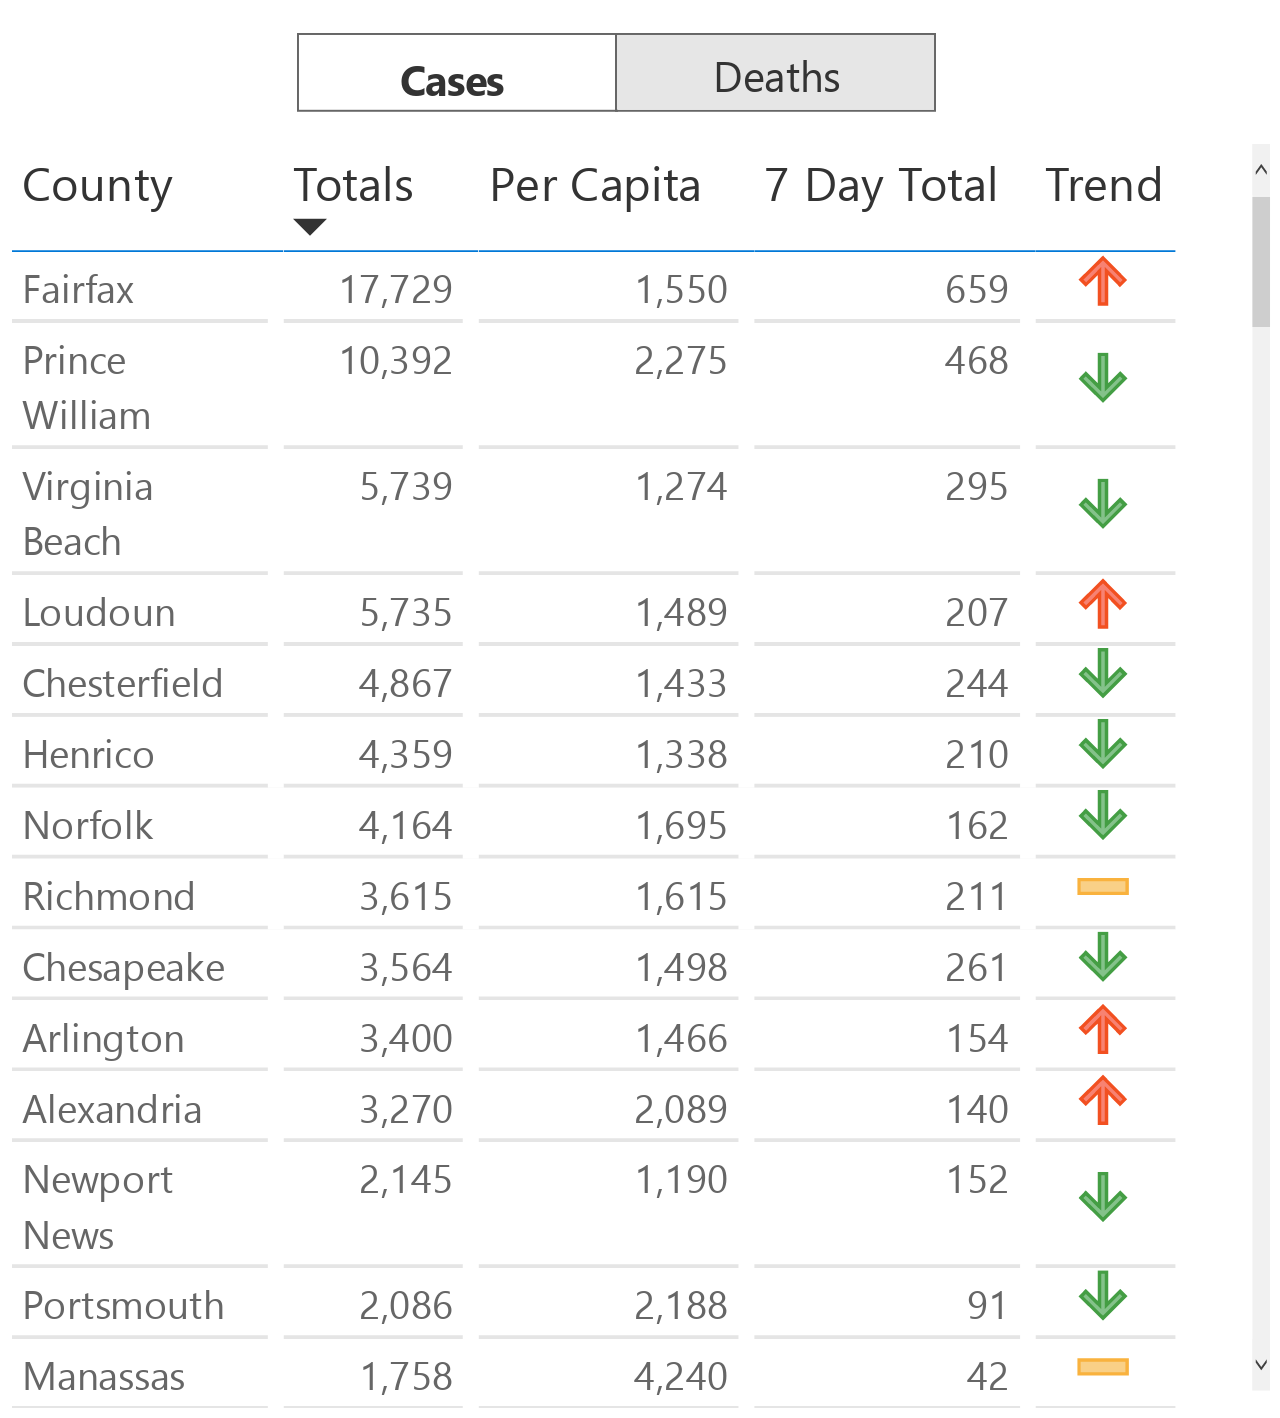 Cases Deaths
County Totals Per Capita 7 Day Total Trend
Fairfax 17,729 1,550 659
Prince 10,392 2,275 468
William
Virginia 5,739 1,274 295
Beach
Loudoun 5,735 1,489 207
Chesterfield 4,867 1,433 244
Henrico 4,359 1,338 210
Norfolk 4,164 1,695 162
Richmond 3,615 1,615 211
Chesapeake 3,564 1,498 261
Arlington 3,400 1,466 154
Alexandria 3,270 2,089 140
Newport 2,145 1,190 152
News
Portsmouth 2,086 2,188 91
Manassas 1,758 4,240 42